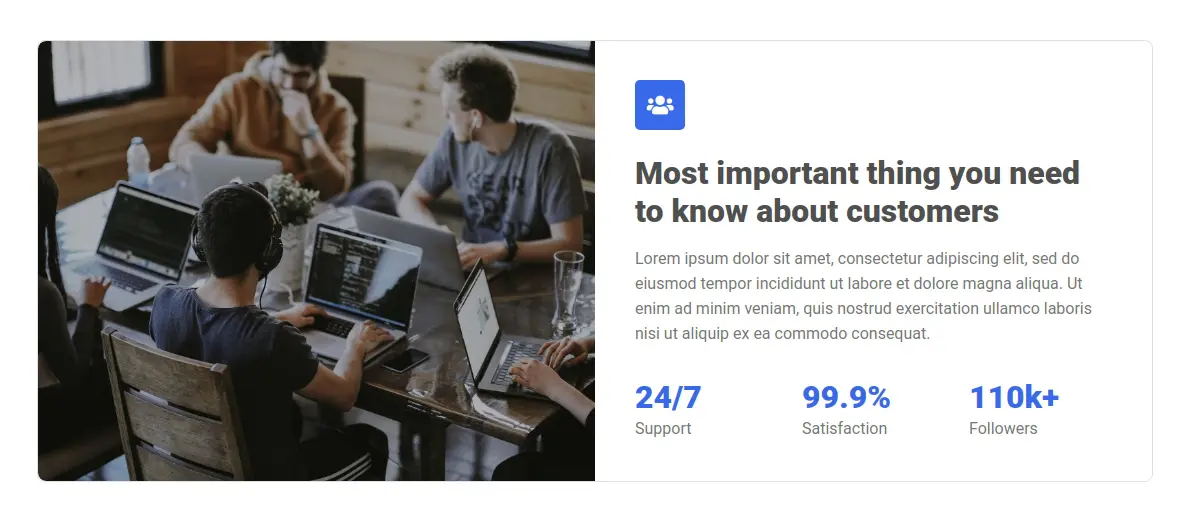 Most important thing you need
to know about customers
Lorem ipsum dolor sit amet, consectetur adipiscing elit, sed do
eiusmod tempor incididunt ut labore et dolore magna aliqua. Ut
enim ad minim veniam, quis nostrud exercitation ullamco laboris
nisi ut aliquip ex ea commodo consequat.
24/7
Support
99.9%
Satisfaction
110k+
Followers